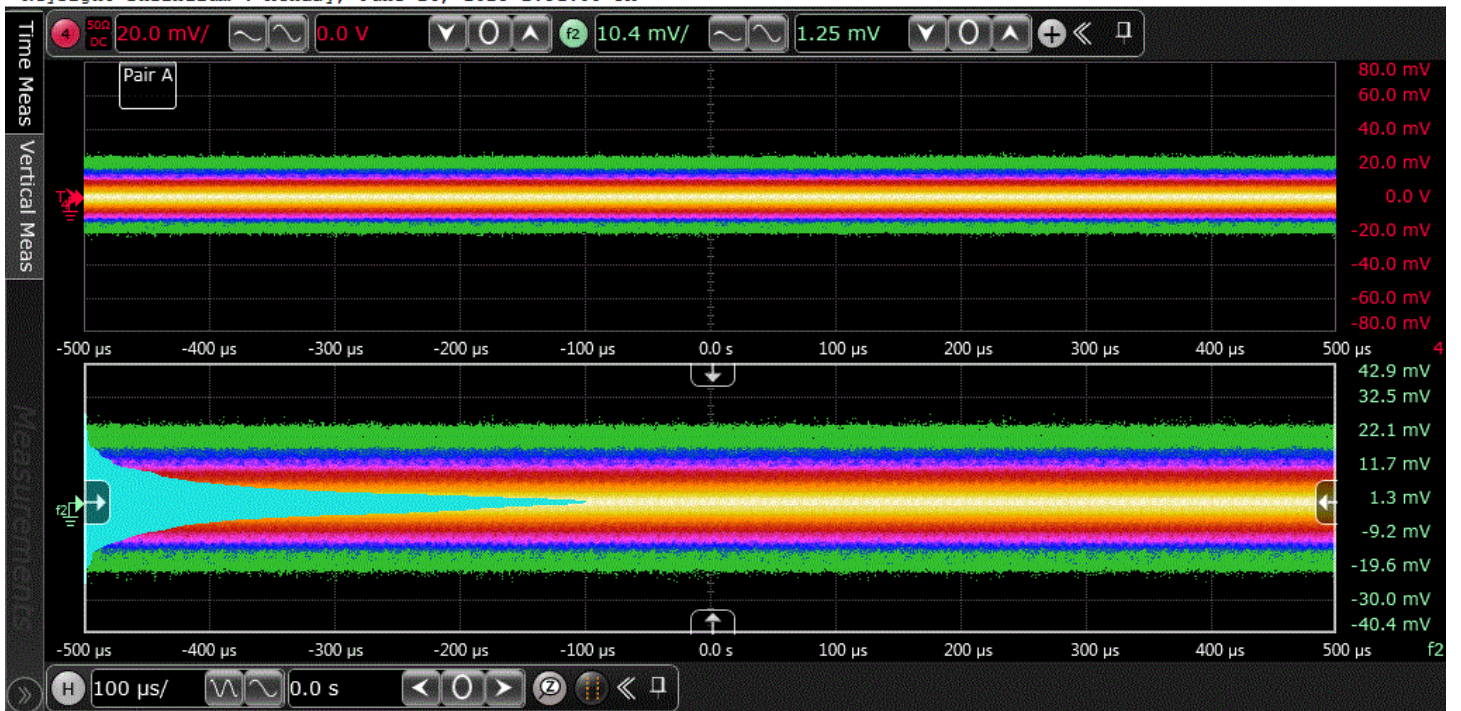 Time Meas
Vertical Meas
Measurements
4 50Ω DC 20.0 mV/ 0.0 V 0 f2 10.4 mV/ 1.25 mV 0
Pair A
80.0 mV
60.0 mV
40.0 mV
20.0 mV
0.0 V
-20.0 mV
-40.0 mV
-60.0 mV
-80.0 mV
-500 µs -400 µs -300 µs -200 µs -100 µs 0.0 s 100 µs 200 µs 300 µs 400 µs 500 µs 4
42.9 mV
32.5 mV
22.1 mV
11.7 mV
1.3 mV
-9.2 mV
-19.6 mV
-30.0 mV
-40.4 mV
f2
-500 µs -400 µs -300 µs -200 µs -100 µs 0.0 s 100 µs 200 µs 300 µs 400 µs 500 µs f2
H 100 µs/ 0.0 s 0 Z